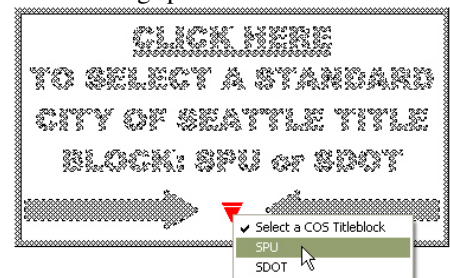 CLICK HERE
TO SELECT A STANDARD
CITY OF SEATTLE TITLE
BLOCK: SPU or SDOT
Select a COS Titleblock
SPU
SDOT